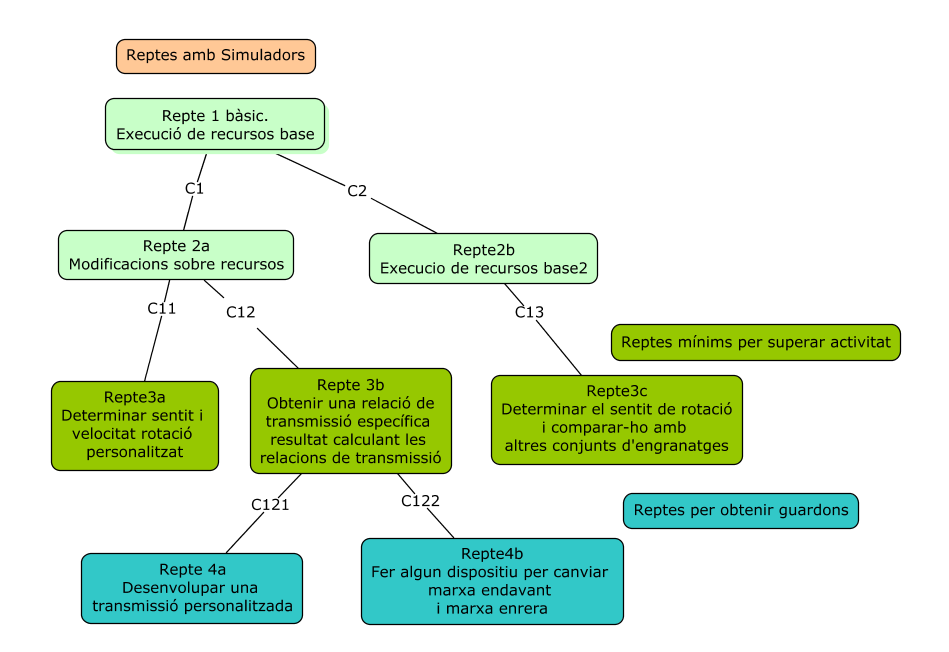 Reptes amb Simuladors
Repte 1 bàsic.
Execució de recursos base
C1
C2
Repte 2a
Modificacions sobre recursos
Repte2b
Execucio de recursos base2
C11
C12
C13
Reptes mínims per superar activitat
Repte3a
Determinar sentit i
velocitat rotació
personalitzat
Repte 3b
Obtenir una relació de
transmissió específica
resultat calculant les
relacions de transmissió
Repte3c
Determinar el sentit de rotació
i comparar-ho amb
altres conjunts d'engranatges
C121
C122
Reptes per obtenir guardons
Repte 4a
Desenvolupar una
transmissió personalitzada
Repte4b
Fer algun dispositiu per canviar
marxa endavant
i marxa enrera